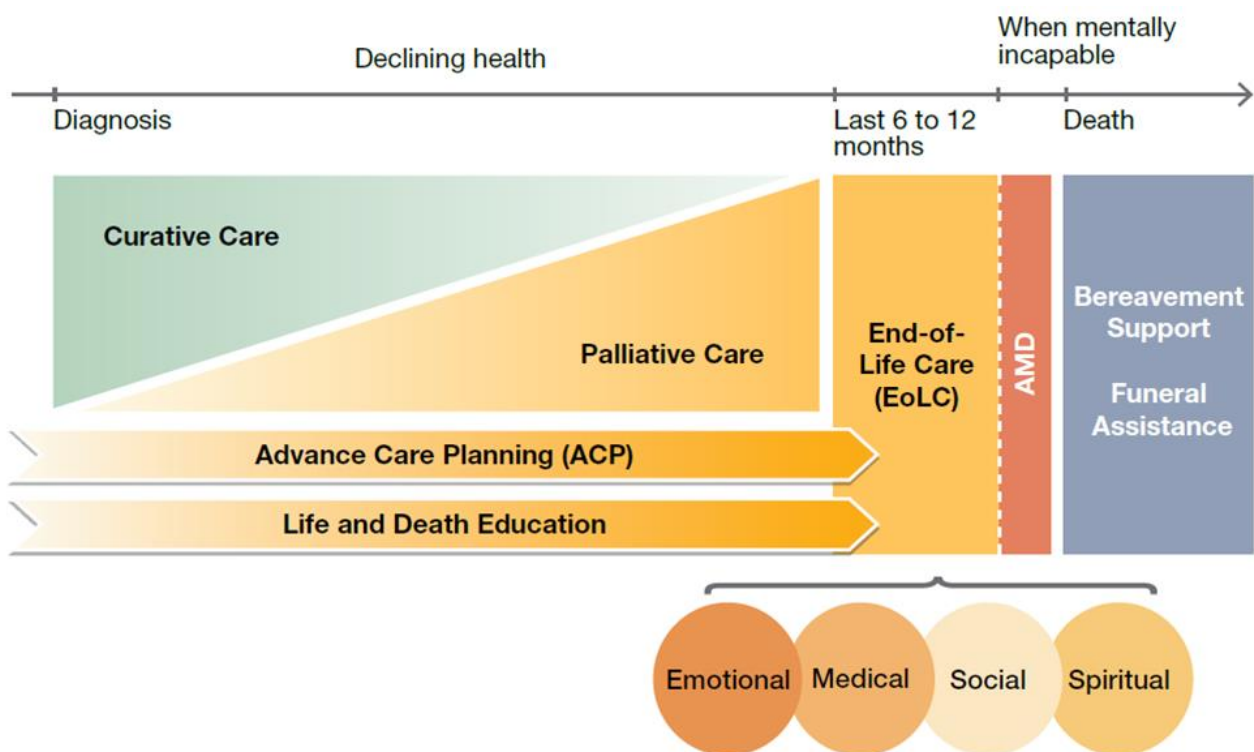 When mentally
incapable
Declining health
Diagnosis
Last 6 to 12
months
Death
Curative Care
Palliative Care
End-of-
Life Care
(EoLC)
AMD
Bereavement
Support
Funeral
Assistance
Advance Care Planning (ACP)
Life and Death Education
Emotional
Medical
Social
Spiritual